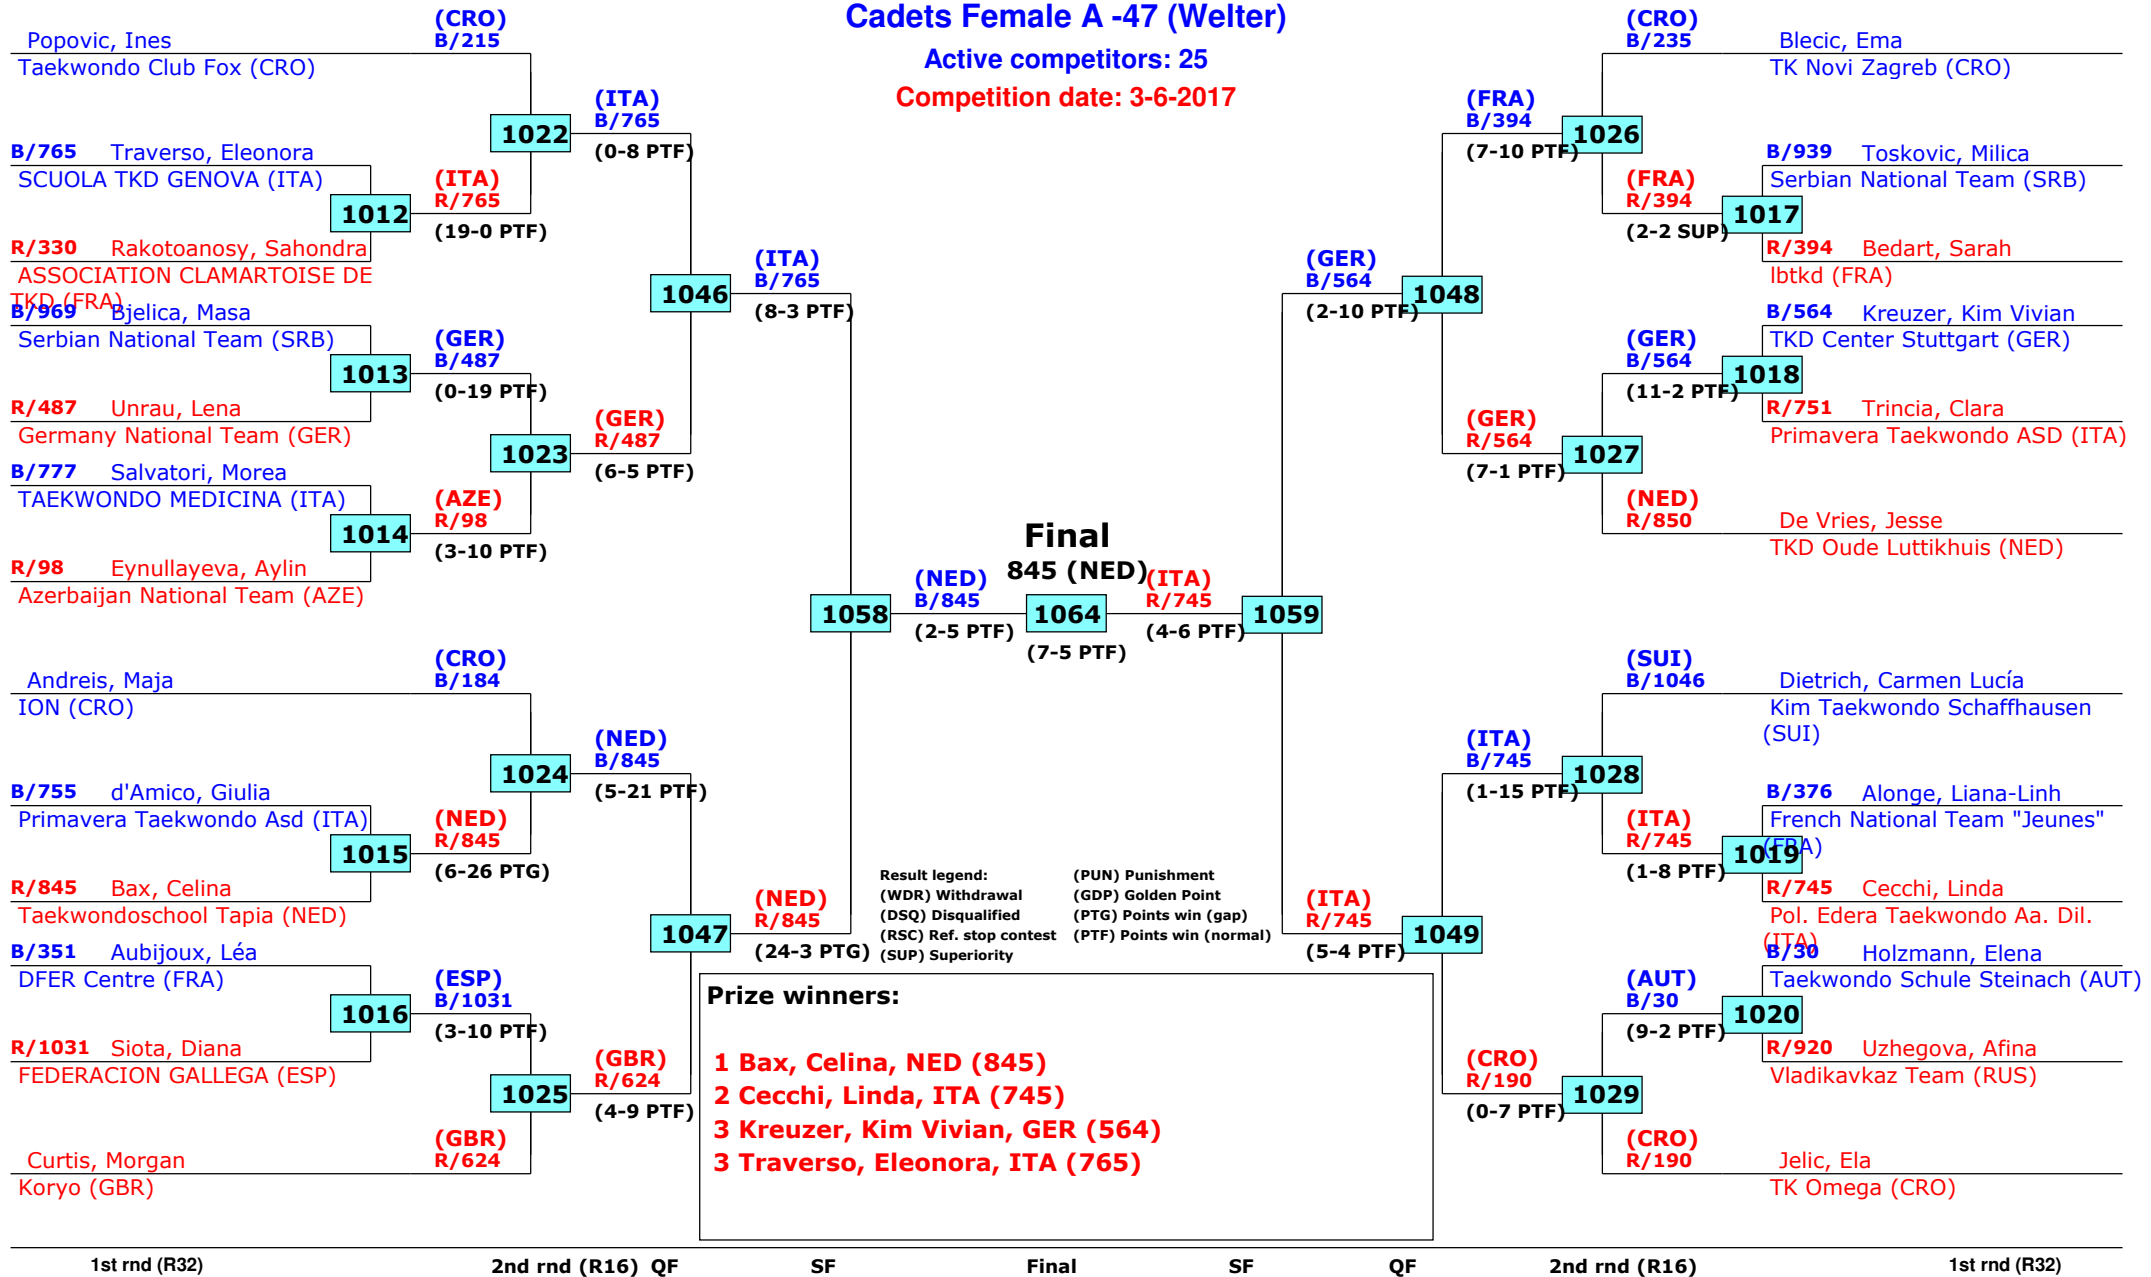 Cadets Female A -47 (Welter)
Active competitors: 25
Competition date: 3-6-2017
Popovic, Ines
Taekwondo Club Fox (CRO)
(CRO)
B/215
B/765 Traverso, Eleonora
SCUOLA TKD GENOVA (ITA)
1012
R/330 Rakotoanosy, Sahondra
ASSOCIATION CLAMARTOISE DE
TKD (FRA)
(ITA)
R/765
(19-0 PTF)
1022
(ITA)
B/765
(0-8 PTF)
B/969 Bjelica, Masa
Serbian National Team (SRB)
1013
R/487 Unrau, Lena
Germany National Team (GER)
(GER)
B/487
(0-19 PTF)
B/777 Salvatori, Morea
TAEKWONDO MEDICINA (ITA)
1014
R/98 Eynullayeva, Aylin
Azerbaijan National Team (AZE)
(AZE)
R/98
(3-10 PTF)
1023
(GER)
R/487
(6-5 PTF)
1046
(ITA)
B/765
(8-3 PTF)
Andreis, Maja
ION (CRO)
(CRO)
B/184
B/755 d'Amico, Giulia
Primavera Taekwondo Asd (ITA)
1015
R/845 Bax, Celina
Taekwondoschool Tapia (NED)
(NED)
R/845
(6-26 PTG)
1024
(NED)
B/845
(5-21 PTF)
B/351 Aubijoux, Léa
DFER Centre (FRA)
1016
R/1031 Siota, Diana
FEDERACION GALLEGA (ESP)
(ESP)
B/1031
(3-10 PTF)
Curtis, Morgan
Koryo (GBR)
(GBR)
R/624
1025
(GBR)
R/624
(4-9 PTF)
1047
(NED)
R/845
(24-3 PTG)
1058
(NED)
B/845
(2-5 PTF)
Final
845 (NED)
1064
(7-5 PTF)
(ITA)
R/745
(4-6 PTF)
1059
(GER)
B/564
(2-10 PTF)
1048
(FRA)
B/394
(7-10 PTF)
1026
(CRO)
B/235
Blecic, Ema
TK Novi Zagreb (CRO)
(FRA)
R/394
(2-2 SUP)
1017
B/939 Toskovic, Milica
Serbian National Team (SRB)
R/394 Bedart, Sarah
lbtkd (FRA)
(GER)
R/564
(7-1 PTF)
1027
(GER)
B/564
(11-2 PTF)
1018
B/564 Kreuzer, Kim Vivian
TKD Center Stuttgart (GER)
R/751 Trincia, Clara
Primavera Taekwondo ASD (ITA)
(NED)
R/850
De Vries, Jesse
TKD Oude Luttikhuis (NED)
(ITA)
R/745
(5-4 PTF)
1049
(ITA)
B/745
(1-15 PTF)
1028
(SUI)
B/1046
Dietrich, Carmen Lucía
Kim Taekwondo Schaffhausen
(SUI)
(ITA)
R/745
(1-8 PTF)
1019
B/376 Alonge, Liana-Linh
French National Team "Jeunes"
(FRA)
R/745 Cecchi, Linda
Pol. Edera Taekwondo Aa. Dil.
(ITA)
(CRO)
R/190
(0-7 PTF)
1029
(AUT)
B/30
(9-2 PTF)
1020
B/30 Holzmann, Elena
Taekwondo Schule Steinach (AUT)
R/920 Uzhegova, Afina
Vladikavkaz Team (RUS)
(CRO)
R/190
Jelic, Ela
TK Omega (CRO)
Result legend:
(WDR) Withdrawal
(DSQ) Disqualified
(RSC) Ref. stop contest
(SUP) Superiority
(PUN) Punishment
(GDP) Golden Point
(PTG) Points win (gap)
(PTF) Points win (normal)
Prize winners:
1 Bax, Celina, NED (845)
2 Cecchi, Linda, ITA (745)
3 Kreuzer, Kim Vivian, GER (564)
3 Traverso, Eleonora, ITA (765)
1st rnd (R32) 2nd rnd (R16) QF SF Final SF QF 2nd rnd (R16) 1st rnd (R32)